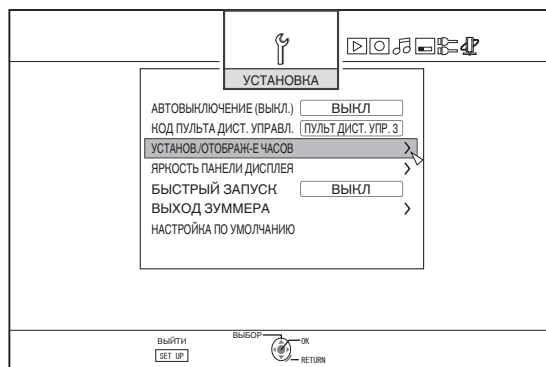 УСТАНОВКА
АВТОВЫКЛЮЧЕНИЕ (ВЫКЛ.) ВЫКЛ
КОД ПУЛЬТА ДИСТ. УПРАВЛ. ПУЛЬТ ДИСТ. УПР. 3
УСТАНОВ./ОТОБРАЖ-Е ЧАСОВ
ЯРКОСТЬ ПАНЕЛИ ДИСПЛЕЯ
БЫСТРЫЙ ЗАПУСК ВЫКЛ
ВЫХОД ЗУММЕРА
НАСТРОЙКА ПО УМОЛЧАНИЮ
ВЫЙТИ
SET UP
ВЫБОР
OK
RETURN